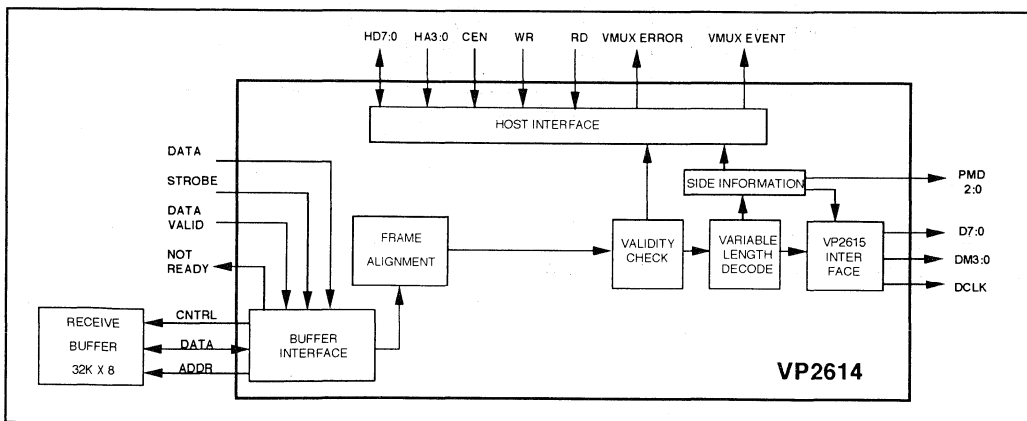 HD7:0 HA3:0 CEN WR RD VMUX ERROR VMUX EVENT
HOST INTERFACE
DATA
STROBE
DATA
VALID
NOT
READY
FRAME
ALIGNMENT
VALIDITY
CHECK
SIDE INFORMATION
VARIABLE
LENGTH
DECODE
VP2615
INTER
FACE
PMD
2:0
D7:0
DM3:0
DCLK
RECEIVE
BUFFER
32K X 8
CNTRL
DATA
ADDR
BUFFER
INTERFACE
VP2614